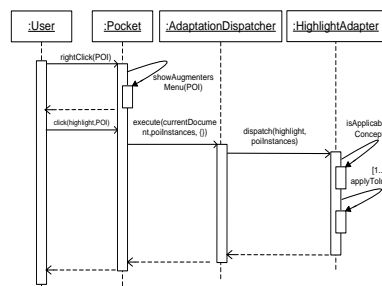 :User
:Pocket
:AdaptationDispatcher
:HighlightAdapter
rightClick(POI)
showAugmenters
Menu(POI)
click(highlight,POI)
execute(currentDocume
nt,poiInstances, {})
dispatch(highlight,
poiInstances)
isApplicab
Concep
[1..
applyToIn